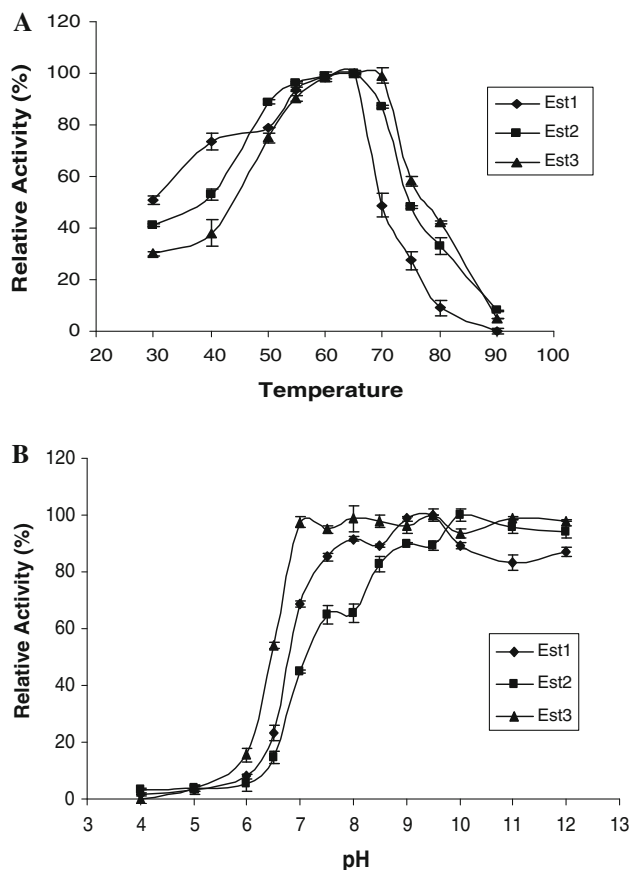 A
Relative Activity (%)
120
100
80
60
40
20
0
20 30 40 50 60 70 80 90 100
Temperature
Est1
Est2
Est3
B
Relative Activity (%)
120
100
80
60
40
20
0
3 4 5 6 7 8 9 10 11 12 13
pH
Est1
Est2
Est3